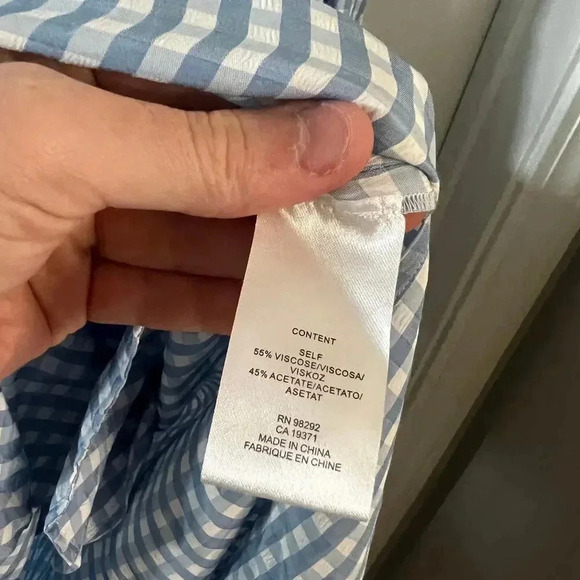 CONTENT
SELF
55% VISCOSE/VISCOSA/
VISKOZ
45% ACETATE/ACETATO/
ASETAT
RN 98292
CA 19371
MADE IN CHINA
FABRIQUE EN CHINE